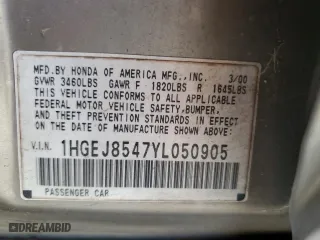 MFD.BY HONDA OF AMERICA MFG.,INC. 3/00
GVWR 3460LBS GAWR F 1820LBS R 1645LBS
THIS VEHICLE CONFORMS TO ALL APPLICABLE
FEDERAL MOTOR VEHICLE SAFETY,BUMPER,
AND THEFT PREVENTION STANDARDS IN EFFECT
ON THE DATE OF MANUFACTURE SHOWN ABOVE.
V.I.N. 1HGEJ8547YL050905
PASSENGER CAR